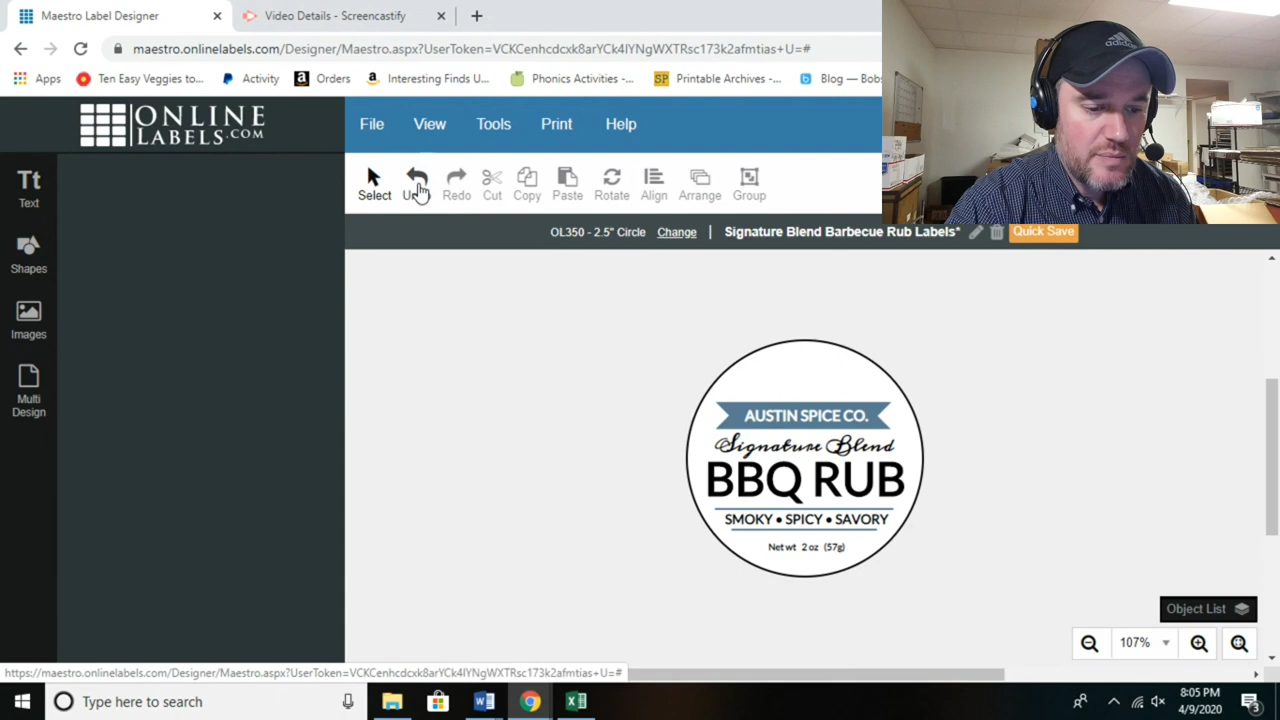 Maestro Label Designer
Video Details - Screencastify
maestro.onlinelabels.com/Designer/Maestro.aspx?UserToken=VCKCenhcdcxk8arYCk4lYNgWXTRsc173k2afmtias+U=#
Apps
Ten Easy Veggies to...
Activity
Orders
Interesting Finds U...
Phonics Activities -...
Printable Archives -...
Blog — Bobs
ONLINE
LABELS.COM
File
View
Tools
Print
Help
adidas
Tt
Text
Shapes
Images
Multi
Design
Select
Redo
Cut
Copy
Paste
Rotate
Align
Arrange
Group
OL350 - 2.5" Circle
Change
Signature Blend Barbecue Rub Labels*
Quick Save
AUSTIN SPICE CO.
Signature Blend
BBQ RUB
SMOKY • SPICY • SAVORY
Net wt 2 oz (57g)
Object List
107%
https://maestro.onlinelabels.com/Designer/Maestro.aspx?UserToken=VCKCenhcdcxk8arYCk4lYNgWXTRsc173k2afmtias+U=#
Type here to search
8:05 PM
4/9/2020
3